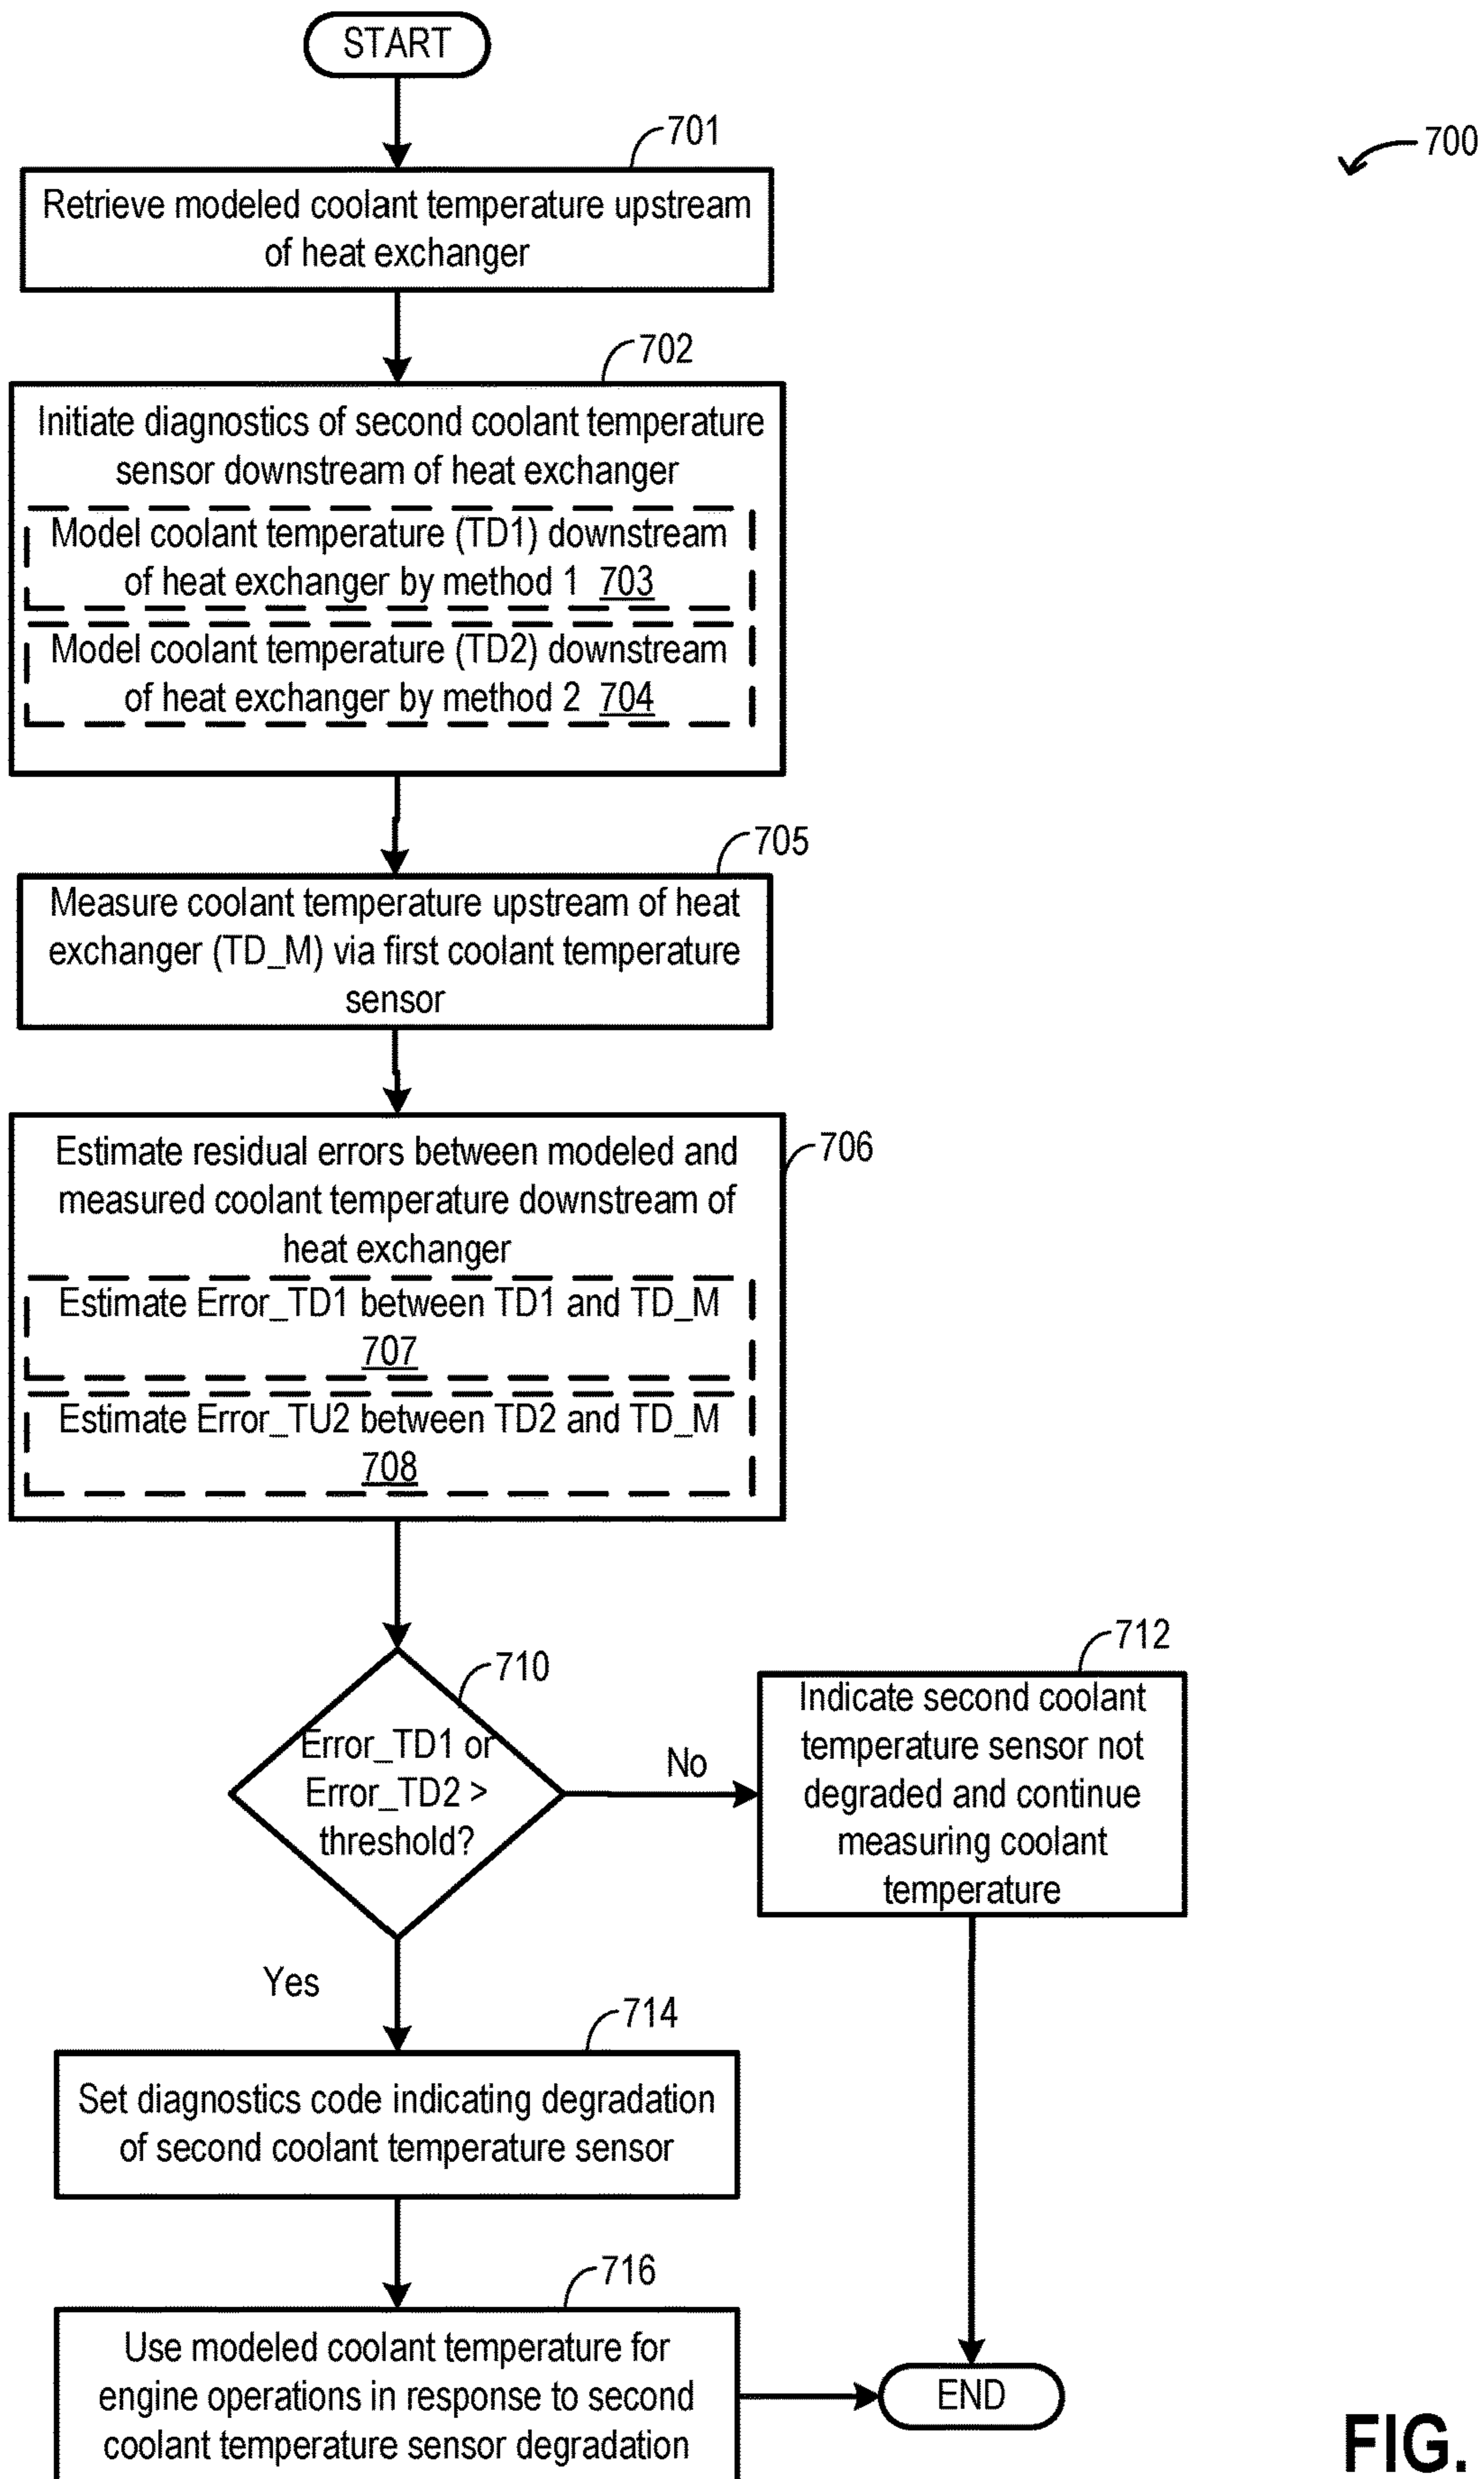 START
701
700
Retrieve modeled coolant temperature upstream
of heat exchanger
702
Initiate diagnostics of second coolant temperature
sensor downstream of heat exchanger
Model coolant temperature (TD1) downstream
of heat exchanger by method 1 703
Model coolant temperature (TD2) downstream
of heat exchanger by method 2 704
705
Measure coolant temperature upstream of heat
exchanger (TD_M) via first coolant temperature
sensor
706
Estimate residual errors between modeled and
measured coolant temperature downstream of
heat exchanger
Estimate Error_TD1 between TD1 and TD_M
707
Estimate Error_TU2 between TD2 and TD_M
708
710
Error_TD1 or
Error_TD2 >
threshold?
No
Yes
712
Indicate second coolant
temperature sensor not
degraded and continue
measuring coolant
temperature
714
Set diagnostics code indicating degradation
of second coolant temperature sensor
716
Use modeled coolant temperature for
engine operations in response to second
coolant temperature sensor degradation
END
FIG.